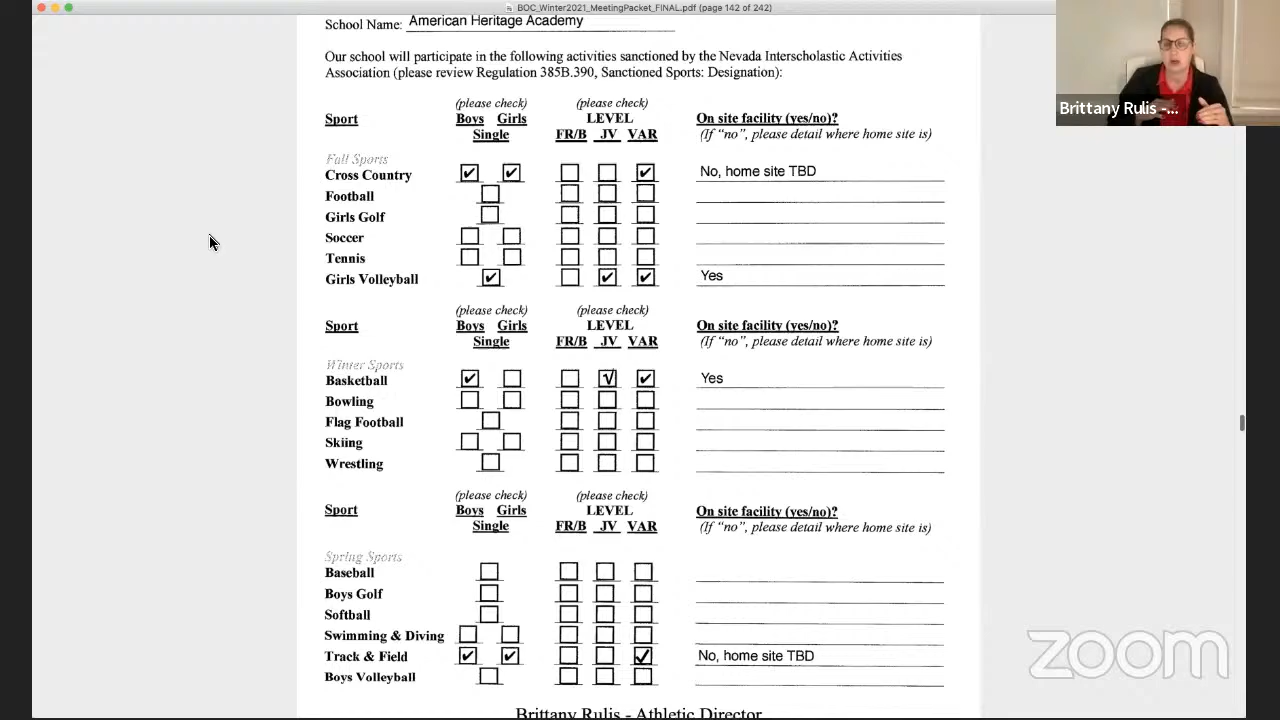 BOC_Winter2021_MeetingPacket_FINAL.pdf (page 142 of 242)
School Name: American Heritage Academy
Our school will participate in the following activities sanctioned by the Nevada Interscholastic Activities
Association (please review Regulation 385B.390, Sanctioned Sports: Designation):
(please check) (please check)
Sport Boys Girls LEVEL On site facility (yes/no)?
Single FR/B JV VAR (If “no”, please detail where home site is)
Fall Sports
Cross Country ✔ ✔ ✔ No, home site TBD
Football
Girls Golf
Soccer
Tennis
Girls Volleyball ✔ ✔ ✔ Yes
(please check) (please check)
Sport Boys Girls LEVEL On site facility (yes/no)?
Single FR/B JV VAR (If “no”, please detail where home site is)
Winter Sports
Basketball ✔ √ ✔ Yes
Bowling
Flag Football
Skiing
Wrestling
(please check) (please check)
Sport Boys Girls LEVEL On site facility (yes/no)?
Single FR/B JV VAR (If “no”, please detail where home site is)
Spring Sports
Baseball
Boys Golf
Softball
Swimming & Diving
Track & Field ✔ ✔ ✓ No, home site TBD
Boys Volleyball
Brittany Rulis - Athletic Director
Brittany Rulis -...
zoom